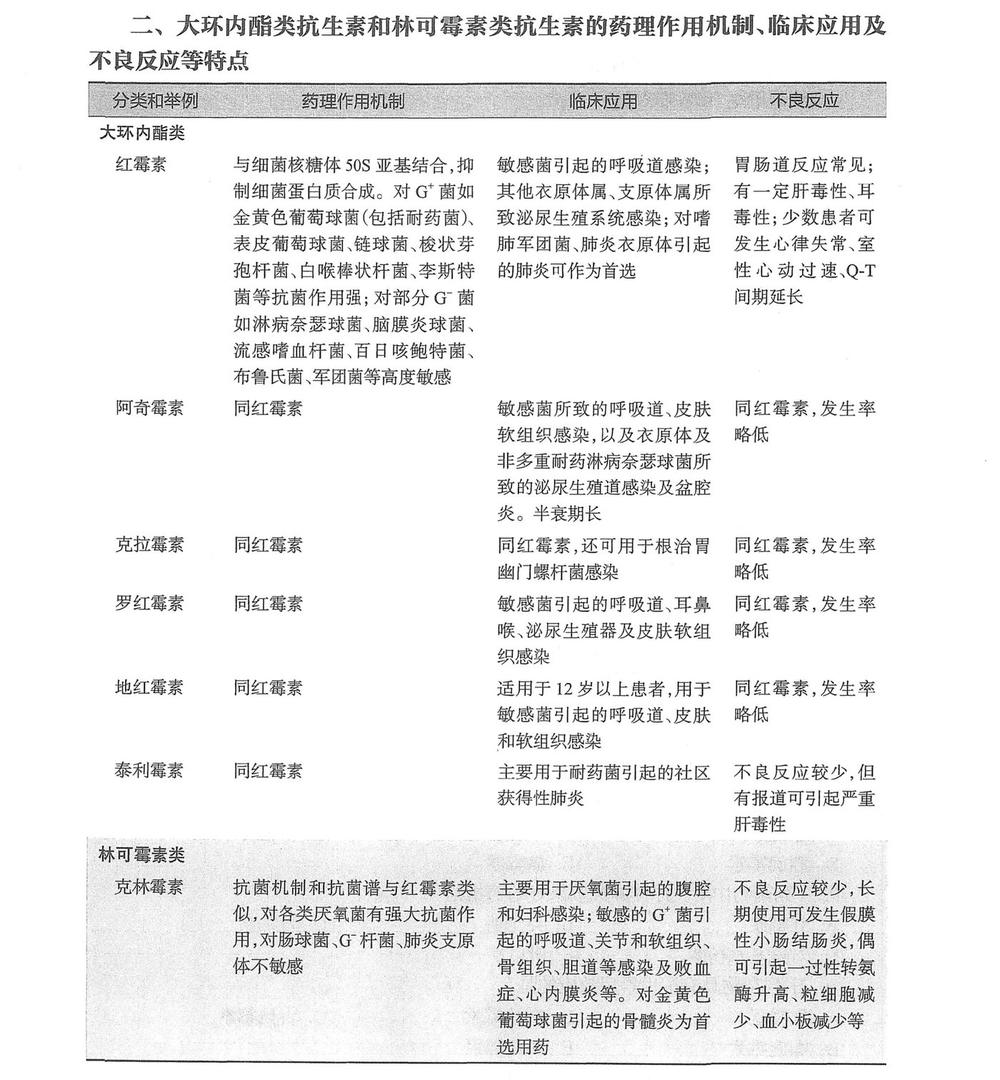 二、大环内酯类抗生素和林可霉素类抗生素的药理作用机制、临床应用及
不良反应等特点
分类和举例 药理作用机制 临床应用 不良反应
大环内酯类
红霉素 与细菌核糖体 50S 亚基结合，抑 敏感菌引起的呼吸道感染； 胃肠道反应常见；
制细菌蛋白质合成。对 G⁺ 菌如 其他衣原体属、支原体属所 有一定肝毒性、耳
金黄色葡萄球菌（包括耐药菌）、 致泌尿生殖系统感染；对嗜 毒性；少数患者可
表皮葡萄球菌、链球菌、梭状芽 肺军团菌、肺炎衣原体引起 发生心律失常、室
孢杆菌、白喉棒状杆菌、李斯特 的肺炎可作为首选 性心动过速、Q-T
菌等抗菌作用强；对部分 G⁻ 菌 间期延长
如淋病奈瑟球菌、脑膜炎球菌、
流感嗜血杆菌、百日咳鲍特菌、
布鲁氏菌、军团菌等高度敏感
阿奇霉素 同红霉素 敏感菌所致的呼吸道、皮肤 同红霉素，发生率
软组织感染，以及衣原体及 略低
非多重耐药淋病奈瑟球菌所
致的泌尿生殖道感染及盆腔
炎。半衰期长
克拉霉素 同红霉素 同红霉素，还可用于根治胃 同红霉素，发生率
幽门螺杆菌感染 略低
罗红霉素 同红霉素 敏感菌引起的呼吸道、耳鼻 同红霉素，发生率
喉、泌尿生殖器及皮肤软组 略低
织感染
地红霉素 同红霉素 适用于 12 岁以上患者，用于 同红霉素，发生率
敏感菌引起的呼吸道、皮肤 略低
和软组织感染
泰利霉素 同红霉素 主要用于耐药菌引起的社区 不良反应较少，但
获得性肺炎 有报道可引起严重
肝毒性
林可霉素类
克林霉素 抗菌机制和抗菌谱与红霉素类 主要用于厌氧菌引起的腹腔 不良反应较少，长
似，对各类厌氧菌有强大抗菌作 和妇科感染；敏感的 G⁺ 菌引 期使用可发生假膜
用，对肠球菌、G⁻ 杆菌、肺炎支原 起的呼吸道、关节和软组织、 性小肠结肠炎，偶
体不敏感 骨组织、胆道等感染及败血 可引起一过性转氨
症、心内膜炎等。对金黄色 酶升高、粒细胞减
葡萄球菌引起的骨髓炎为首 少、血小板减少等
选用药